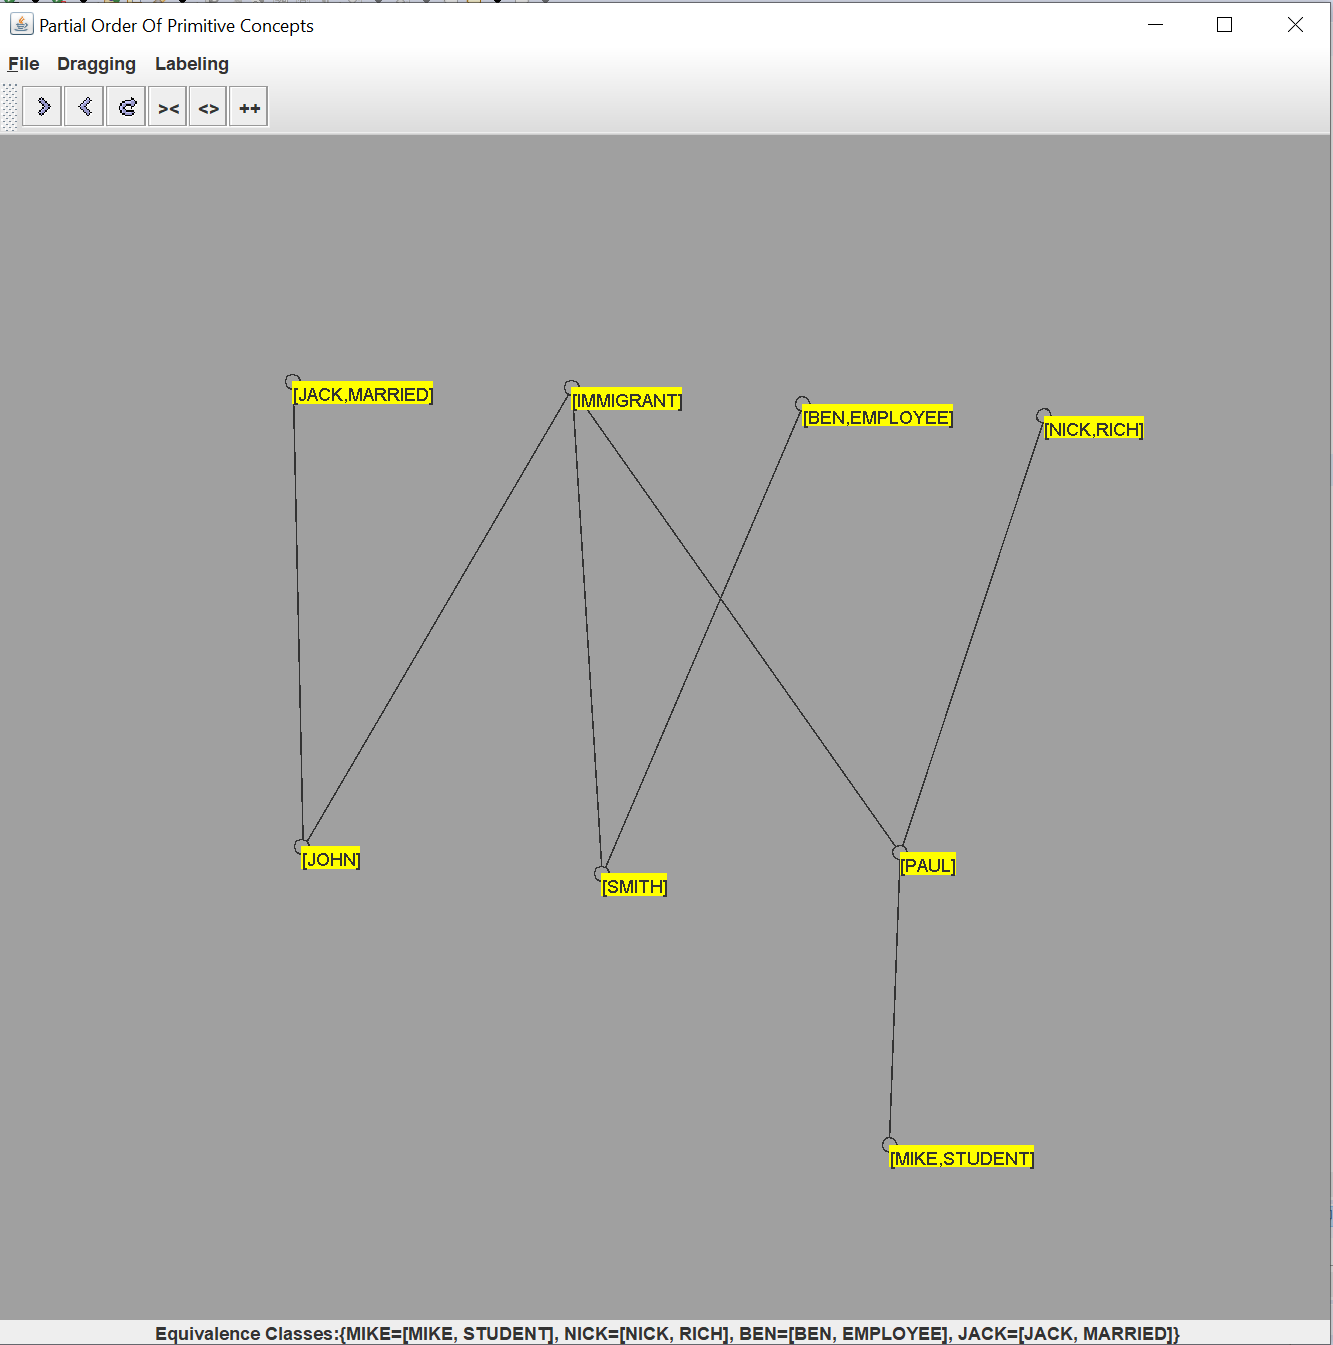 Partial Order Of Primitive Concepts
File Dragging Labeling
>< <> ++
[JACK,MARRIED]
[IMMIGRANT]
[BEN,EMPLOYEE]
[NICK,RICH]
[JOHN]
[SMITH]
[PAUL]
[MIKE,STUDENT]
Equivalence Classes:{MIKE=[MIKE, STUDENT], NICK=[NICK, RICH], BEN=[BEN, EMPLOYEE], JACK=[JACK, MARRIED]}